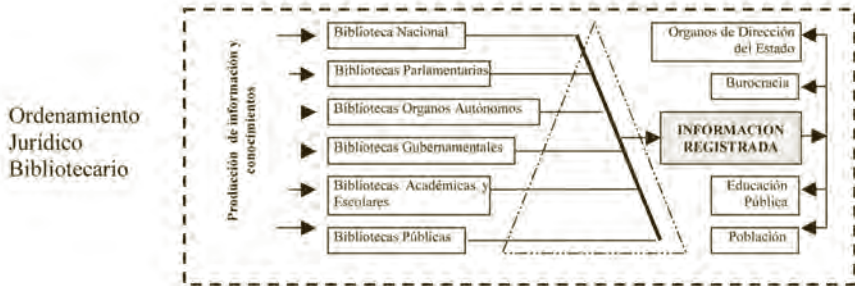 Ordenamiento
Jurídico
Bibliotecario
Producción de información y
conocimientos
Biblioteca Nacional
Bibliotecas Parlamentarias
Bibliotecas Organos Autónomos
Bibliotecas Gubernamentales
Bibliotecas Académicas y
Escolares
Bibliotecas Públicas
Organos de Dirección
del Estado
Burocracia
INFORMACION
REGISTRADA
Educación
Pública
Población